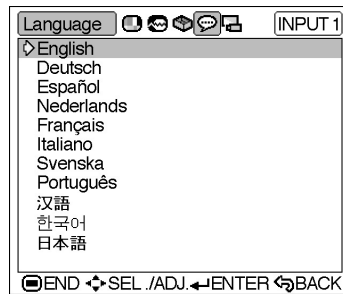 Language INPUT 1
English
Deutsch
Español
Nederlands
Français
Italiano
Svenska
Português
汉語
한국어
日本語
END SEL./ADJ. ENTER BACK